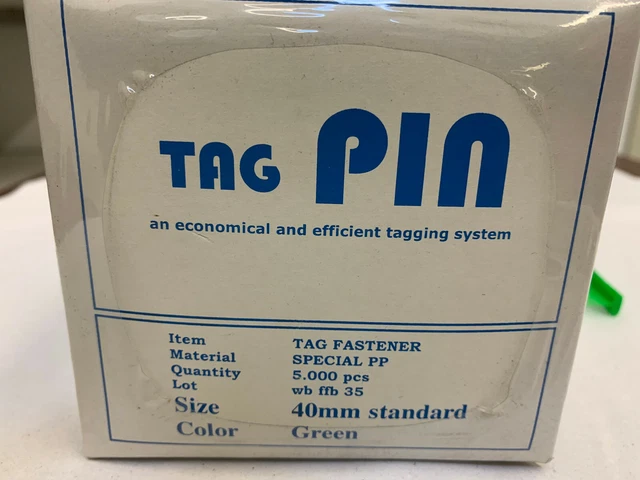 TAG PIN
an economical and efficient tagging system
Item TAG FASTENER
Material SPECIAL PP
Quantity 5.000 pcs
Lot wb ffb 35
Size 40mm standard
Color Green